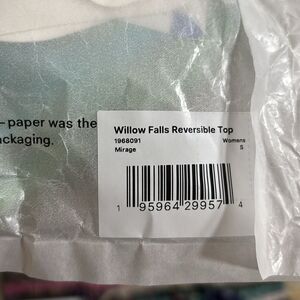 – paper was the
ackaging.
Willow Falls Reversible Top
1968091 Womens
Mirage S
1 95964 29957 4